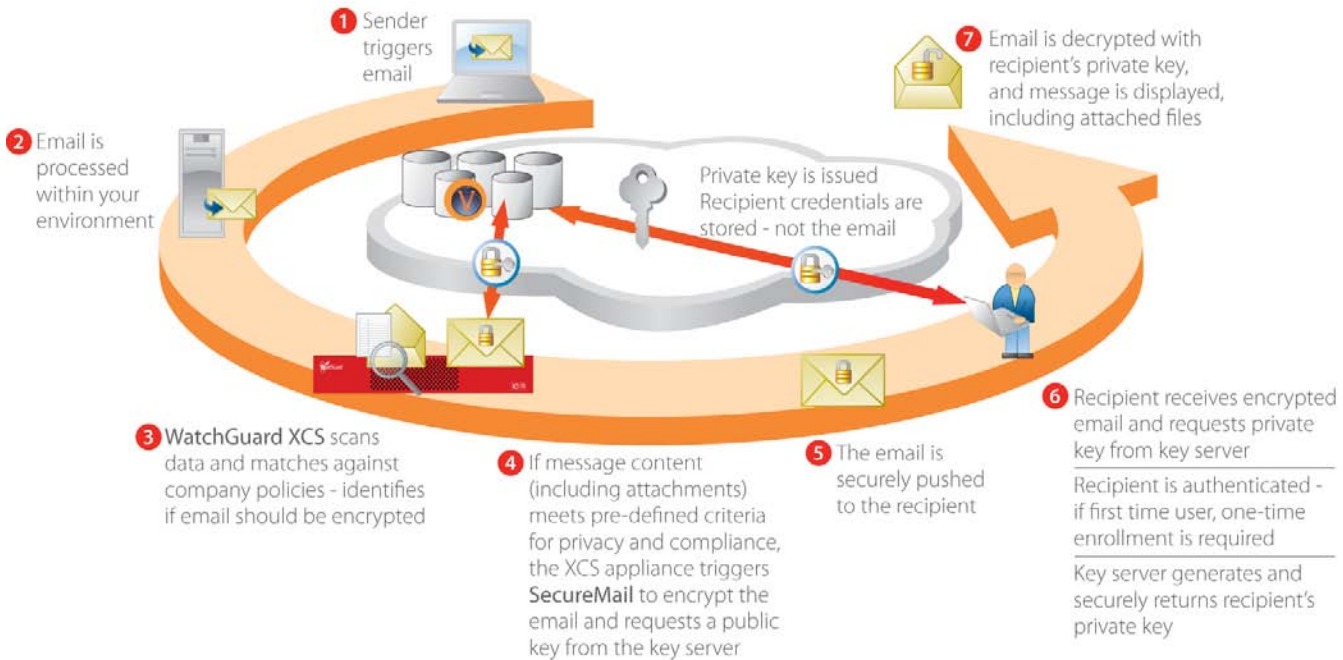 1 Sender
triggers
email
2 Email is
processed
within your
environment
Private key is issued
Recipient credentials are
stored - not the email
V
3 WatchGuard XCS scans
data and matches against
company policies - identifies
if email should be encrypted
4 If message content
(including attachments)
meets pre-defined criteria
for privacy and compliance,
the XCS appliance triggers
SecureMail to encrypt the
email and requests a public
key from the key server
5 The email is
securely pushed
to the recipient
6 Recipient receives encrypted
email and requests private
key from key server
Recipient is authenticated -
if first time user, one-time
enrollment is required
Key server generates and
securely returns recipient's
private key
7 Email is decrypted with
recipient's private key,
and message is displayed,
including attached files